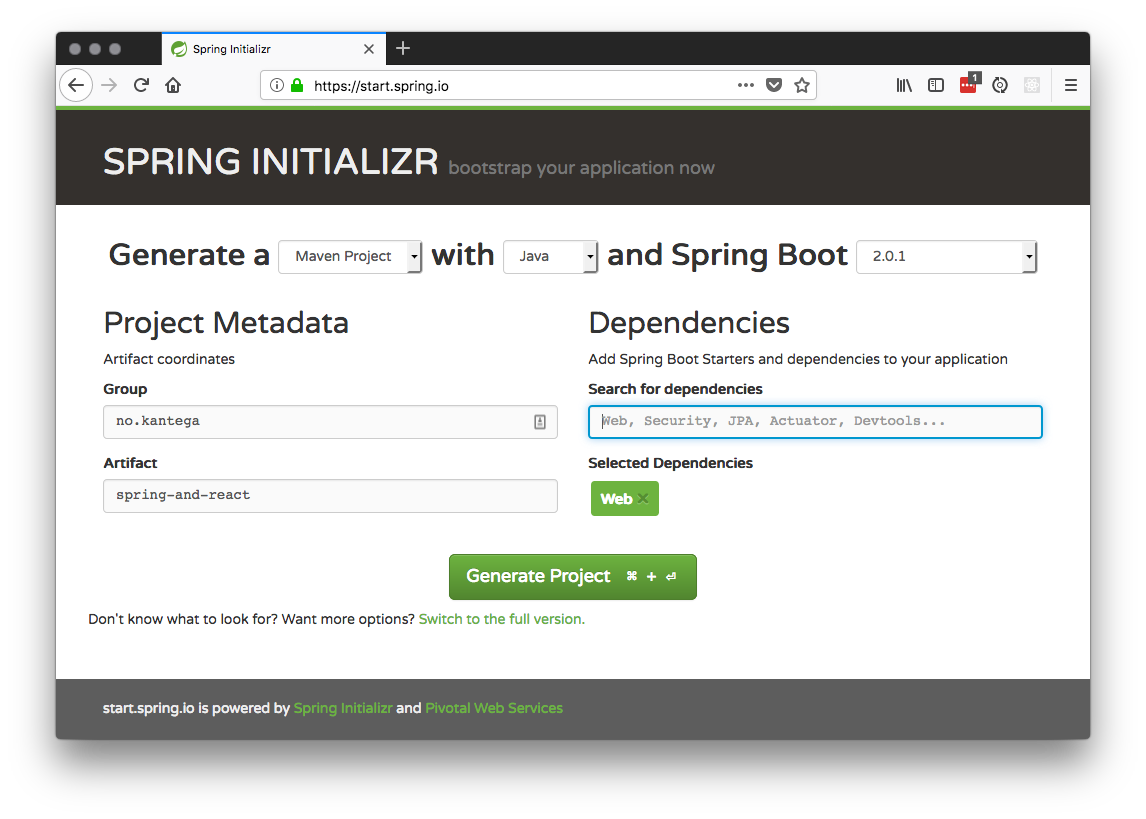 Spring Initializr
1
https://start.spring.io
SPRING INITIALIZR bootstrap your application now
Generate a Maven Project with Java and Spring Boot 2.0.1
Project Metadata
Artifact coordinates
Group
no.kantega
Artifact
spring-and-react
Dependencies
Add Spring Boot Starters and dependencies to your application
Search for dependencies
Web, Security, JPA, Actuator, Devtools...
Selected Dependencies
Web ×
Generate Project ⌘ + ⏎
Don't know what to look for? Want more options? Switch to the full version.
start.spring.io is powered by Spring Initializr and Pivotal Web Services